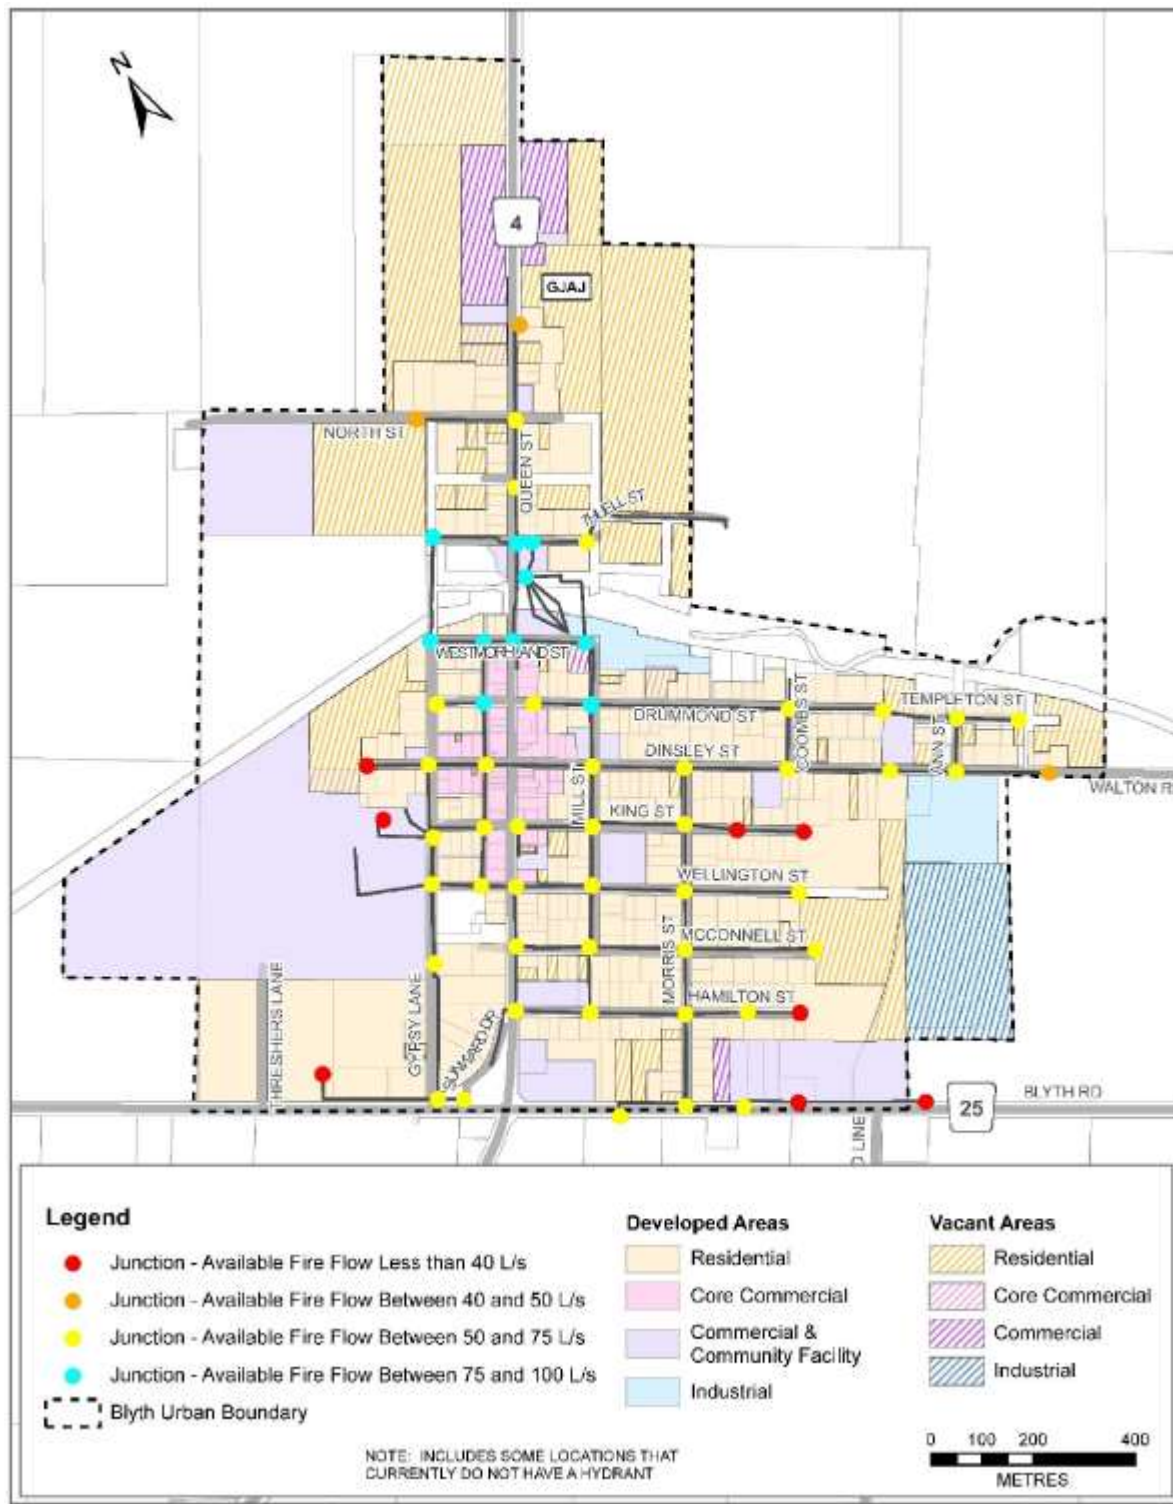 N
4
GJAJ
NORTH ST
QUEEN ST
THUELL ST
WESTMORLAND ST
TEMPLETON ST
DRUMMOND ST
COOMBS ST
ANN ST
DINSLEY ST
WALTON R
MILL ST
KING ST
WELLINGTON ST
MCCONNELL ST
MORRIS ST
HAMILTON ST
THRESHERS LANE
GYPSY LANE
SUNWARD DR
BLYTH RD
25
D LINE
Legend
Junction - Available Fire Flow Less than 40 L/s
Junction - Available Fire Flow Between 40 and 50 L/s
Junction - Available Fire Flow Between 50 and 75 L/s
Junction - Available Fire Flow Between 75 and 100 L/s
Blyth Urban Boundary
NOTE: INCLUDES SOME LOCATIONS THAT
CURRENTLY DO NOT HAVE A HYDRANT
Developed Areas
Residential
Core Commercial
Commercial &
Community Facility
Industrial
Vacant Areas
Residential
Core Commercial
Commercial
Industrial
0 100 200 400
METRES